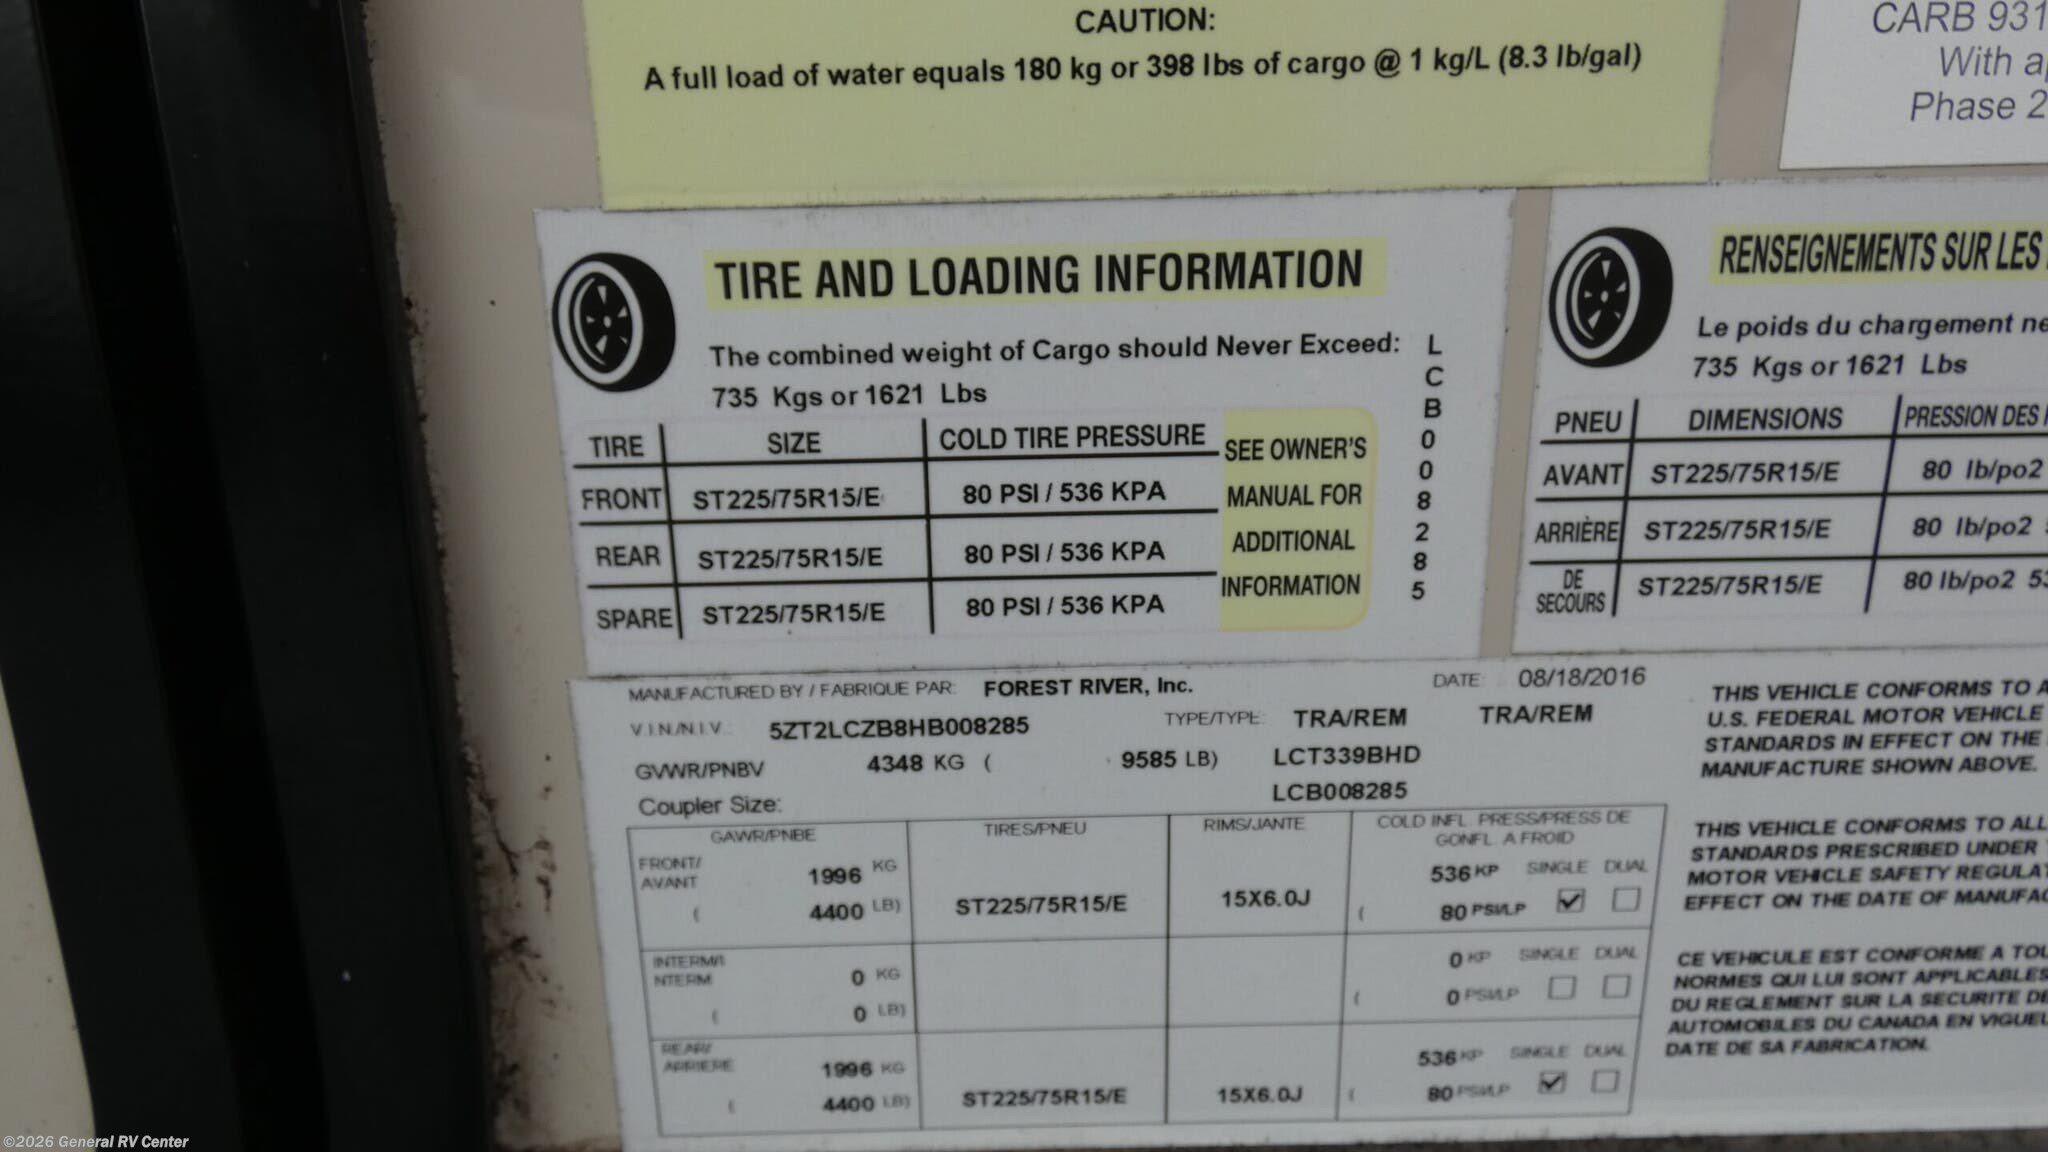 CAUTION:
A full load of water equals 180 kg or 398 lbs of cargo @ 1 kg/L (8.3 lb/gal)
CARB 931
With
Phase 2
TIRE AND LOADING INFORMATION
The combined weight of Cargo should Never Exceed:
735 Kgs or 1621 Lbs
LCB008285
TIRE SIZE COLD TIRE PRESSURE
FRONT ST225/75R15/E 80 PSI / 536 KPA
REAR ST225/75R15/E 80 PSI / 536 KPA
SPARE ST225/75R15/E 80 PSI / 536 KPA
SEE OWNER'S
MANUAL FOR
ADDITIONAL
INFORMATION
RENSEIGNEMENTS SUR LES
Le poids du chargement ne
735 Kgs or 1621 Lbs
PNEU DIMENSIONS PRESSION DES
AVANT ST225/75R15/E 80 lb/po2
ARRIÈRE ST225/75R15/E 80 lb/po2
DE
SECOURS ST225/75R15/E 80 lb/po2 53
MANUFACTURED BY / FABRIQUE PAR: FOREST RIVER, Inc. DATE: 08/18/2016
V.I.N./N.I.V.: 5ZT2LCZB8HB008285 TYPE/TYPE: TRA/REM TRA/REM
GVWR/PNBV 4348 KG ( 9585 LB) LCT339BHD
LCB008285
Coupler Size:
GAWR/PNBE TIRES/PNEU RIMS/JANTE COLD INFL. PRESS/PRESS DE
GONFL. A FROID
FRONT/
AVANT 1996 KG ST225/75R15/E 15X6.0J 536 KP SINGLE DUAL
( 4400 LB) ( 80 PSI/LP
INTERM/I
NTERM 0 KG 0 KP SINGLE DUAL
( 0 LB) ( 0 PSI/LP
REAR/
ARRIERE 1996 KG ST225/75R15/E 15X6.0J 536 KP SINGLE DUAL
( 4400 LB) ( 80 PSI/LP
THIS VEHICLE CONFORMS TO A
U.S. FEDERAL MOTOR VEHICLE
STANDARDS IN EFFECT ON THE
MANUFACTURE SHOWN ABOVE.
THIS VEHICLE CONFORMS TO ALL
STANDARDS PRESCRIBED UNDER
MOTOR VEHICLE SAFETY REGULAT
EFFECT ON THE DATE OF MANUFAC
CE VEHICULE EST CONFORME A TOU
NORMES QUI LUI SONT APPLICABLES
DU REGLEMENT SUR LA SECURITE DE
AUTOMOBILES DU CANADA EN VIGUEU
DATE DE SA FABRICATION.
©2026 General RV Center